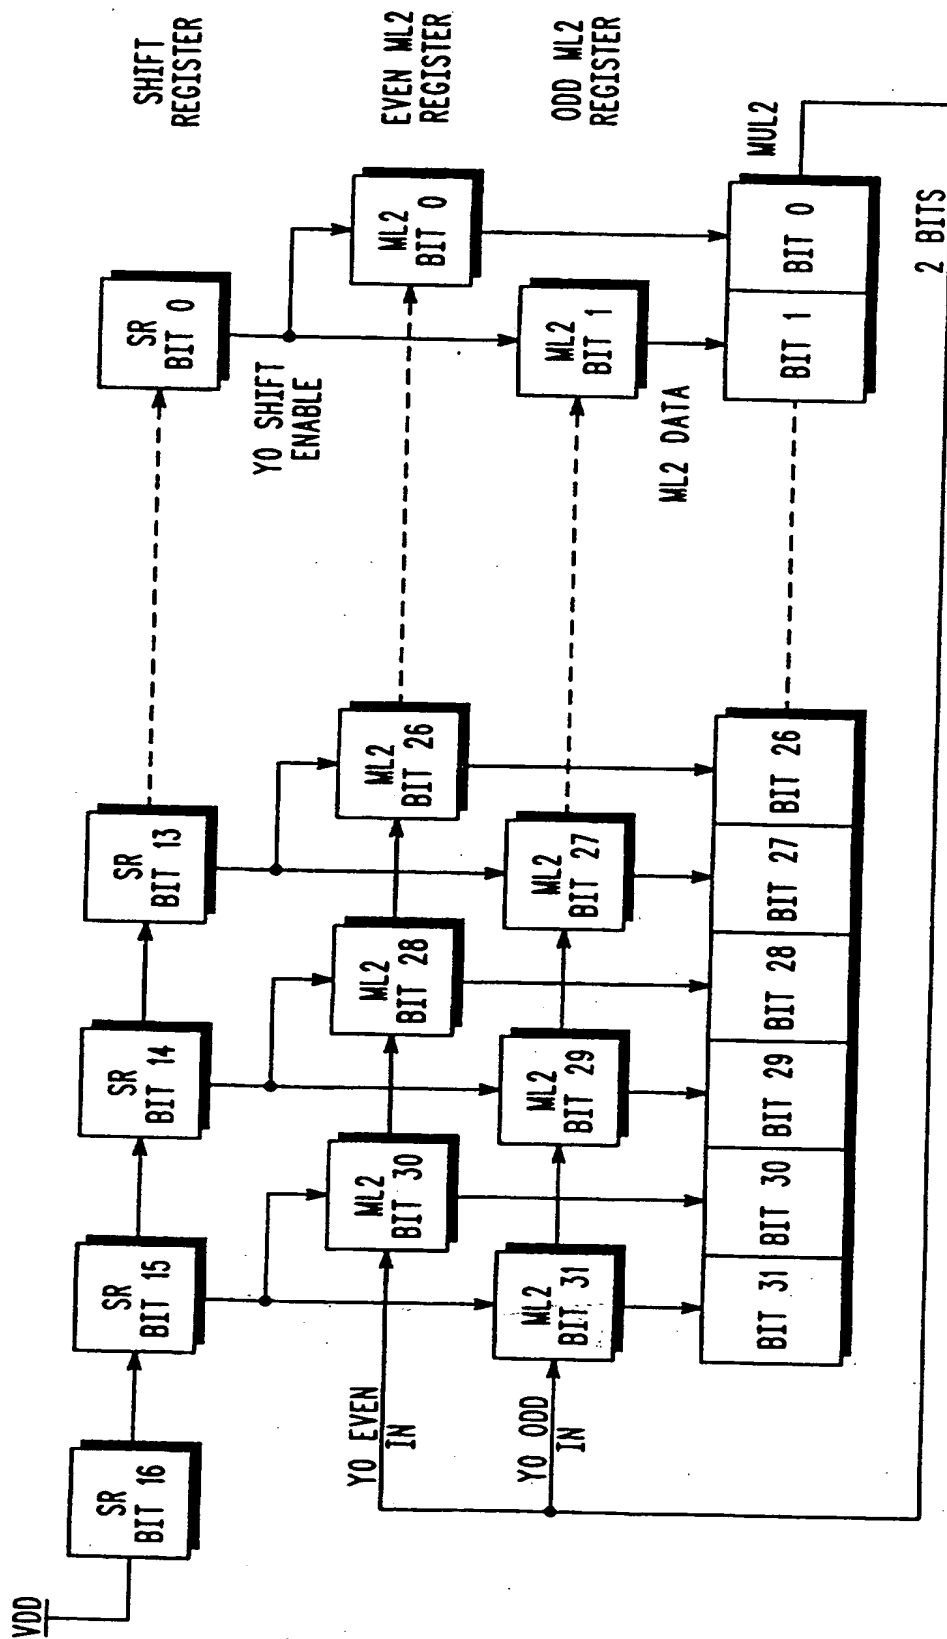 VDD
SR
BIT 16
SR
BIT 15
SR
BIT 14
SR
BIT 13
SR
BIT 0
SHIFT
REGISTER
YO SHIFT
ENABLE
YO EVEN
IN
ML2
BIT 30
ML2
BIT 28
ML2
BIT 26
ML2
BIT 0
EVEN ML2
REGISTER
YO ODD
IN
ML2
BIT 31
ML2
BIT 29
ML2
BIT 27
ML2
BIT 1
ODD ML2
REGISTER
ML2 DATA
MUL2
BIT 31
BIT 30
BIT 29
BIT 28
BIT 27
BIT 26
BIT 1
BIT 0
2 BITS